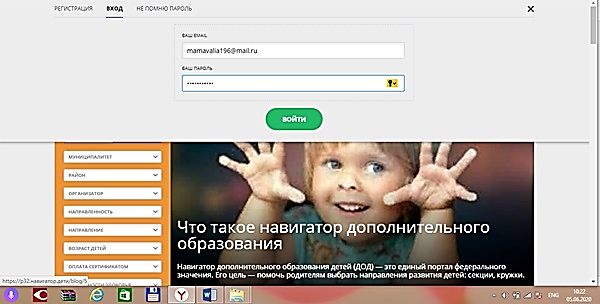 РЕГИСТРАЦИЯ ВХОД НЕ ПОМНЮ ПАРОЛЬ
ВАШ EMAIL
mamavalia196@mail.ru
ВАШ ПАРОЛЬ
ВОЙТИ
МУНИЦИПАЛИТЕТ
РАЙОН
ОРГАНИЗАТОР
НАПРАВЛЕННОСТЬ
НАПРАВЛЕНИЕ
ВОЗРАСТ ДЕТЕЙ
ОПЛАТА СЕРТИФИКАТОМ
Что такое навигатор дополнительного
образования
Навигатор дополнительного образования детей (ДОД) — это единый портал федерального
значения. Его цель — помочь родителям выбрать направления развития детей: секции, кружки.
https://р32.навигатор.дети/blog/5
ENG
10:22
05.06.2020